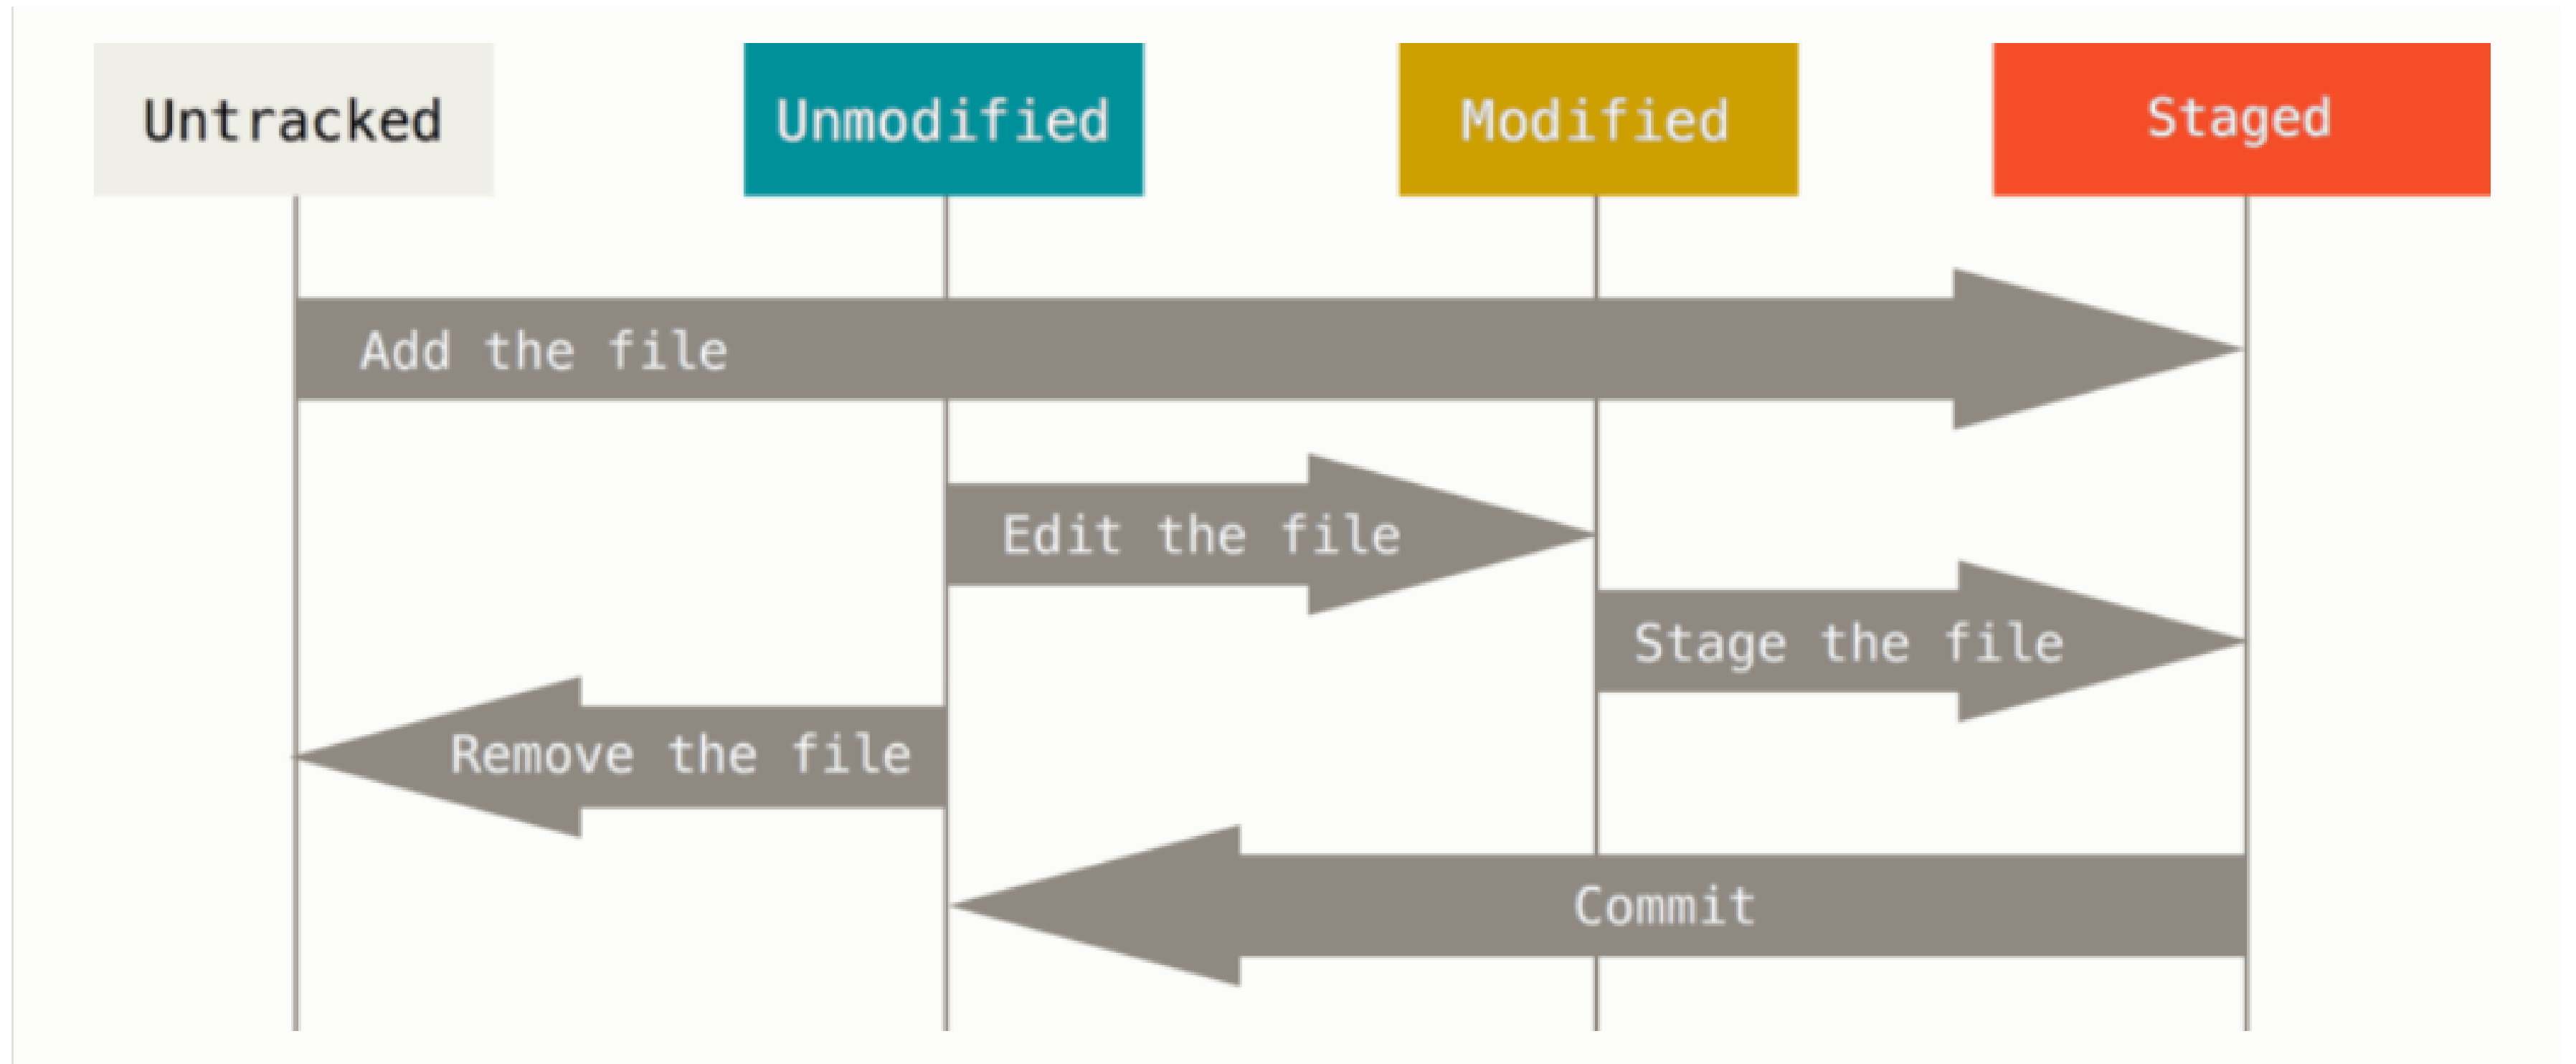 Untracked
Unmodified
Modified
Staged
Add the file
Edit the file
Stage the file
Remove the file
Commit